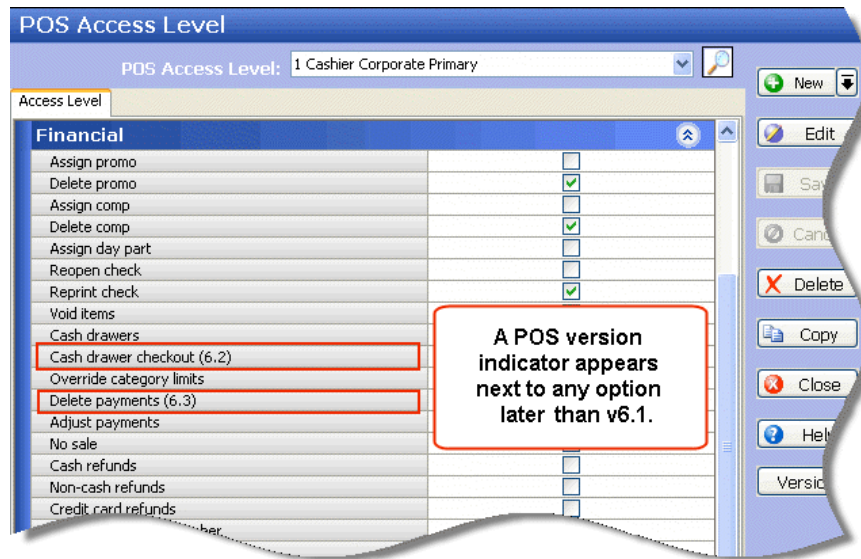 POS Access Level
POS Access Level: 1 Cashier Corporate Primary
Access Level
Financial
Assign promo
Delete promo
Assign comp
Delete comp
Assign day part
Reopen check
Reprint check
Void items
Cash drawers
Cash drawer checkout (6.2)
Override category limits
Delete payments (6.3)
Adjust payments
No sale
Cash refunds
Non-cash refunds
Credit card refunds
A POS version
indicator appears
next to any option
later than v6.1.
New
Edit
Delete
Copy
Close